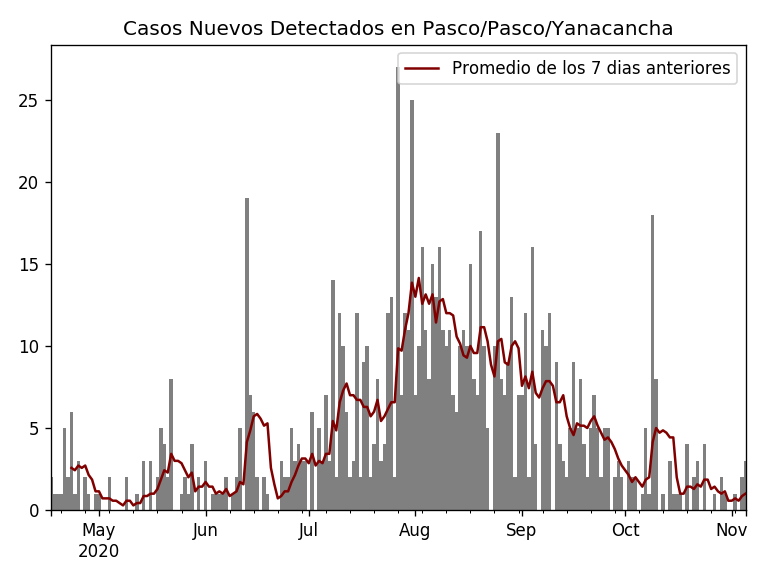 Casos Nuevos Detectados en Pasco/Pasco/Yanacancha
Promedio de los 7 dias anteriores
25
20
15
10
5
0
May Jun Jul Aug Sep Oct Nov
2020